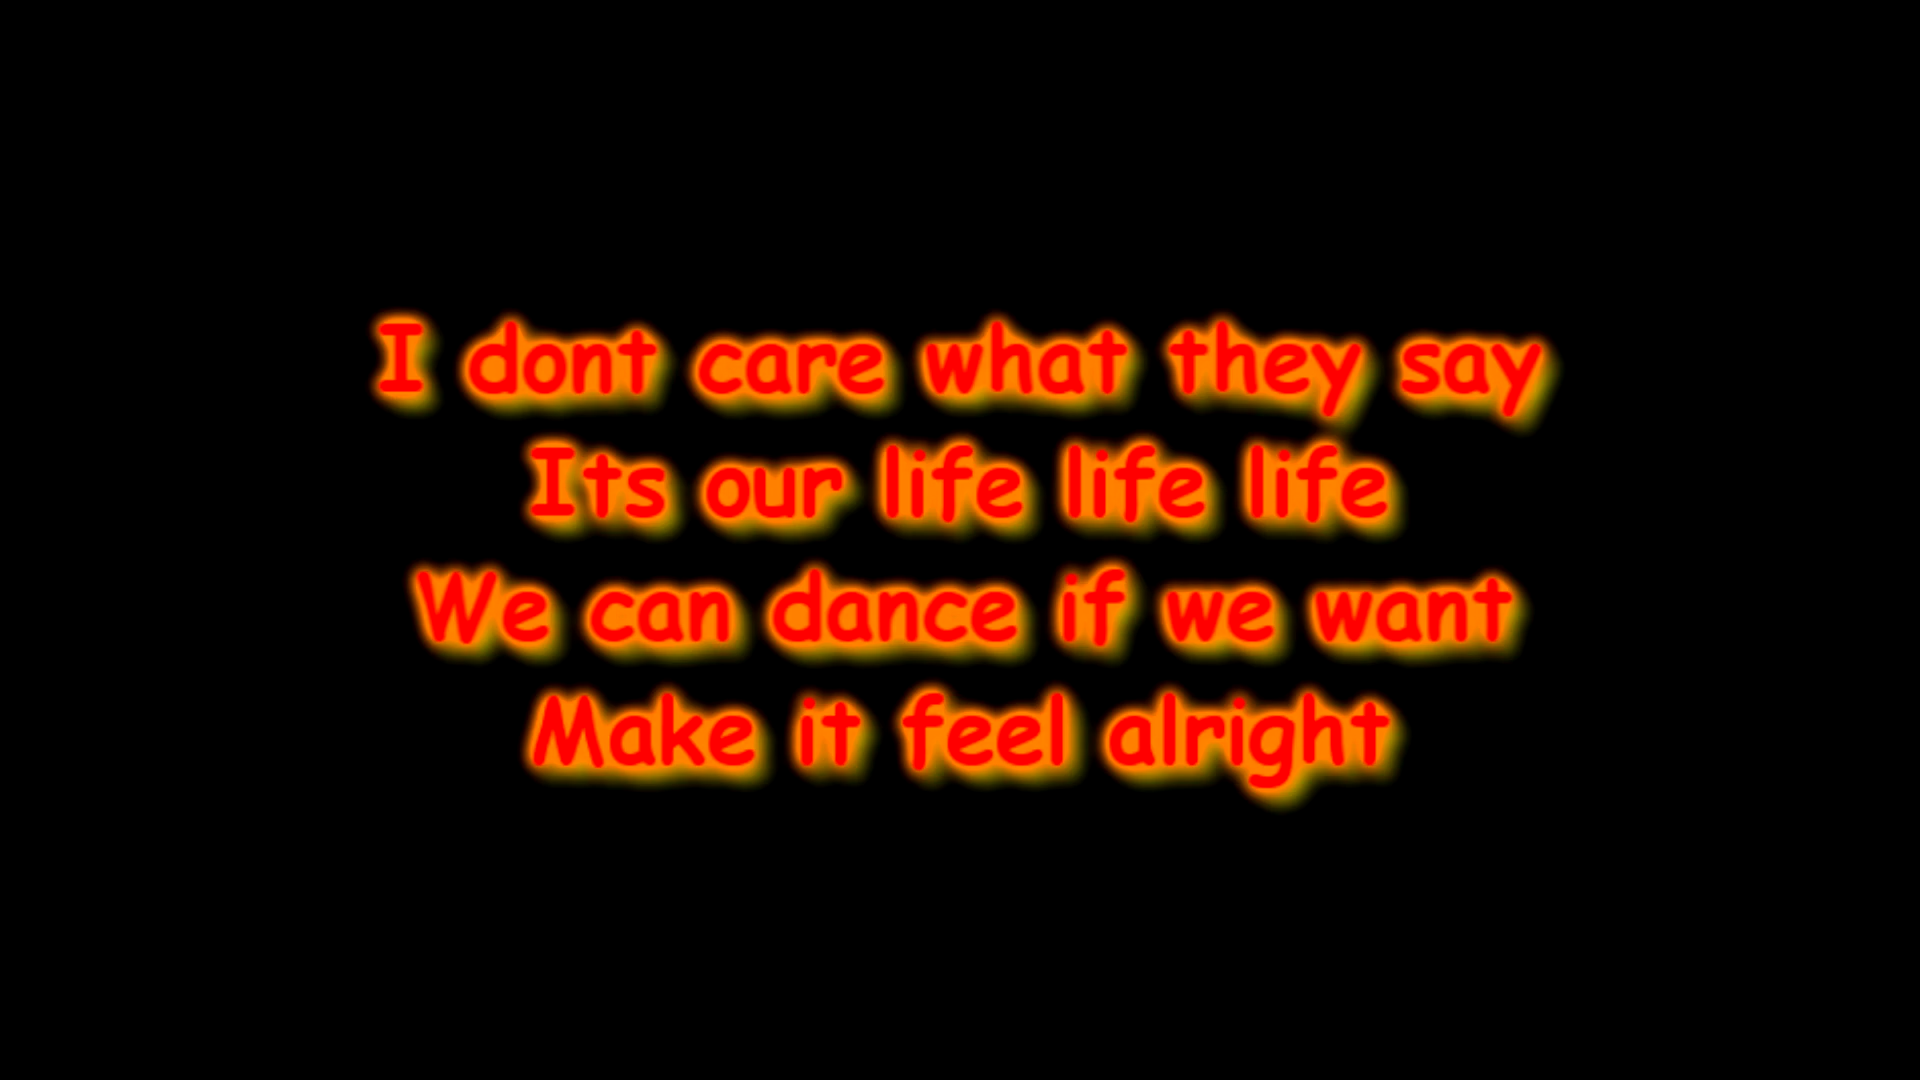 I dont care what they say
Its our life life life
We can dance if we want
Make it feel alright